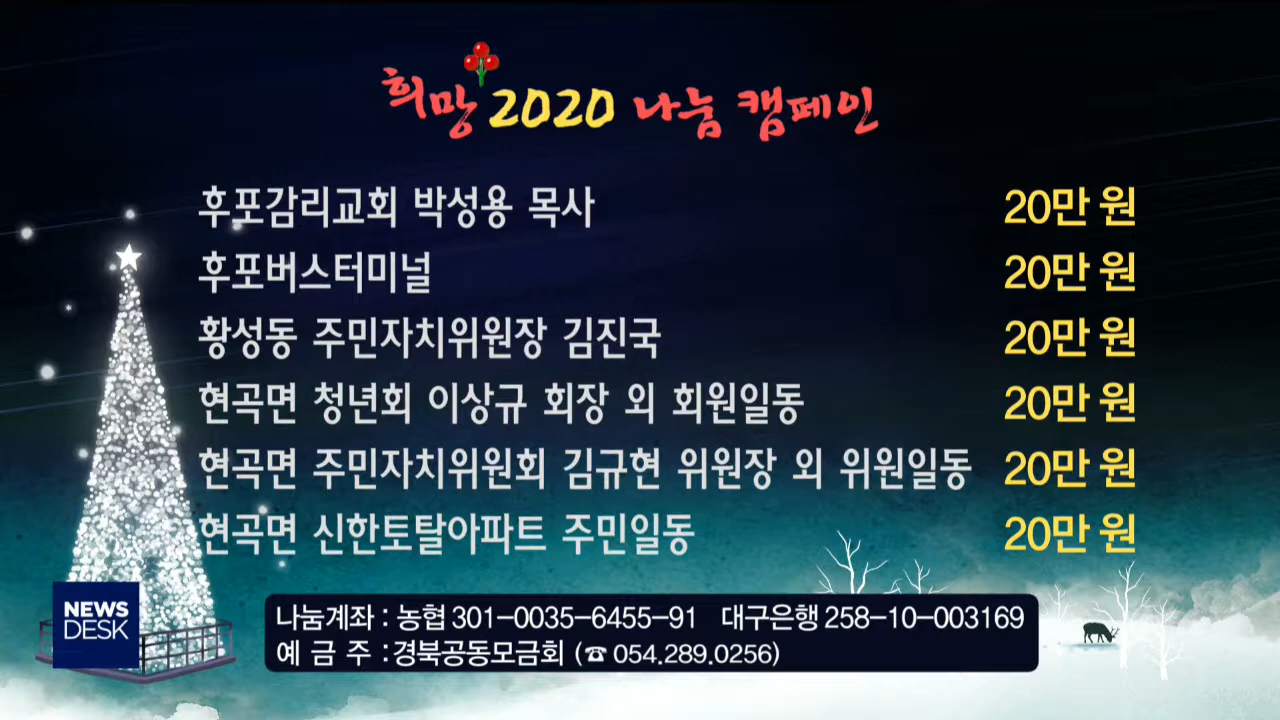 희망 2020 나눔 캠페인
후포감리교회 박성용 목사 20만 원
후포버스터미널 20만 원
황성동 주민자치위원장 김진국 20만 원
현곡면 청년회 이상규 회장 외 회원일동 20만 원
현곡면 주민자치위원회 김규현 위원장 외 위원일동 20만 원
현곡면 신한토탈아파트 주민일동 20만 원
NEWS
DESK
나눔계좌 : 농협 301-0035-6455-91 대구은행 258-10-003169
예 금 주 : 경북공동모금회 (☎ 054.289.0256)